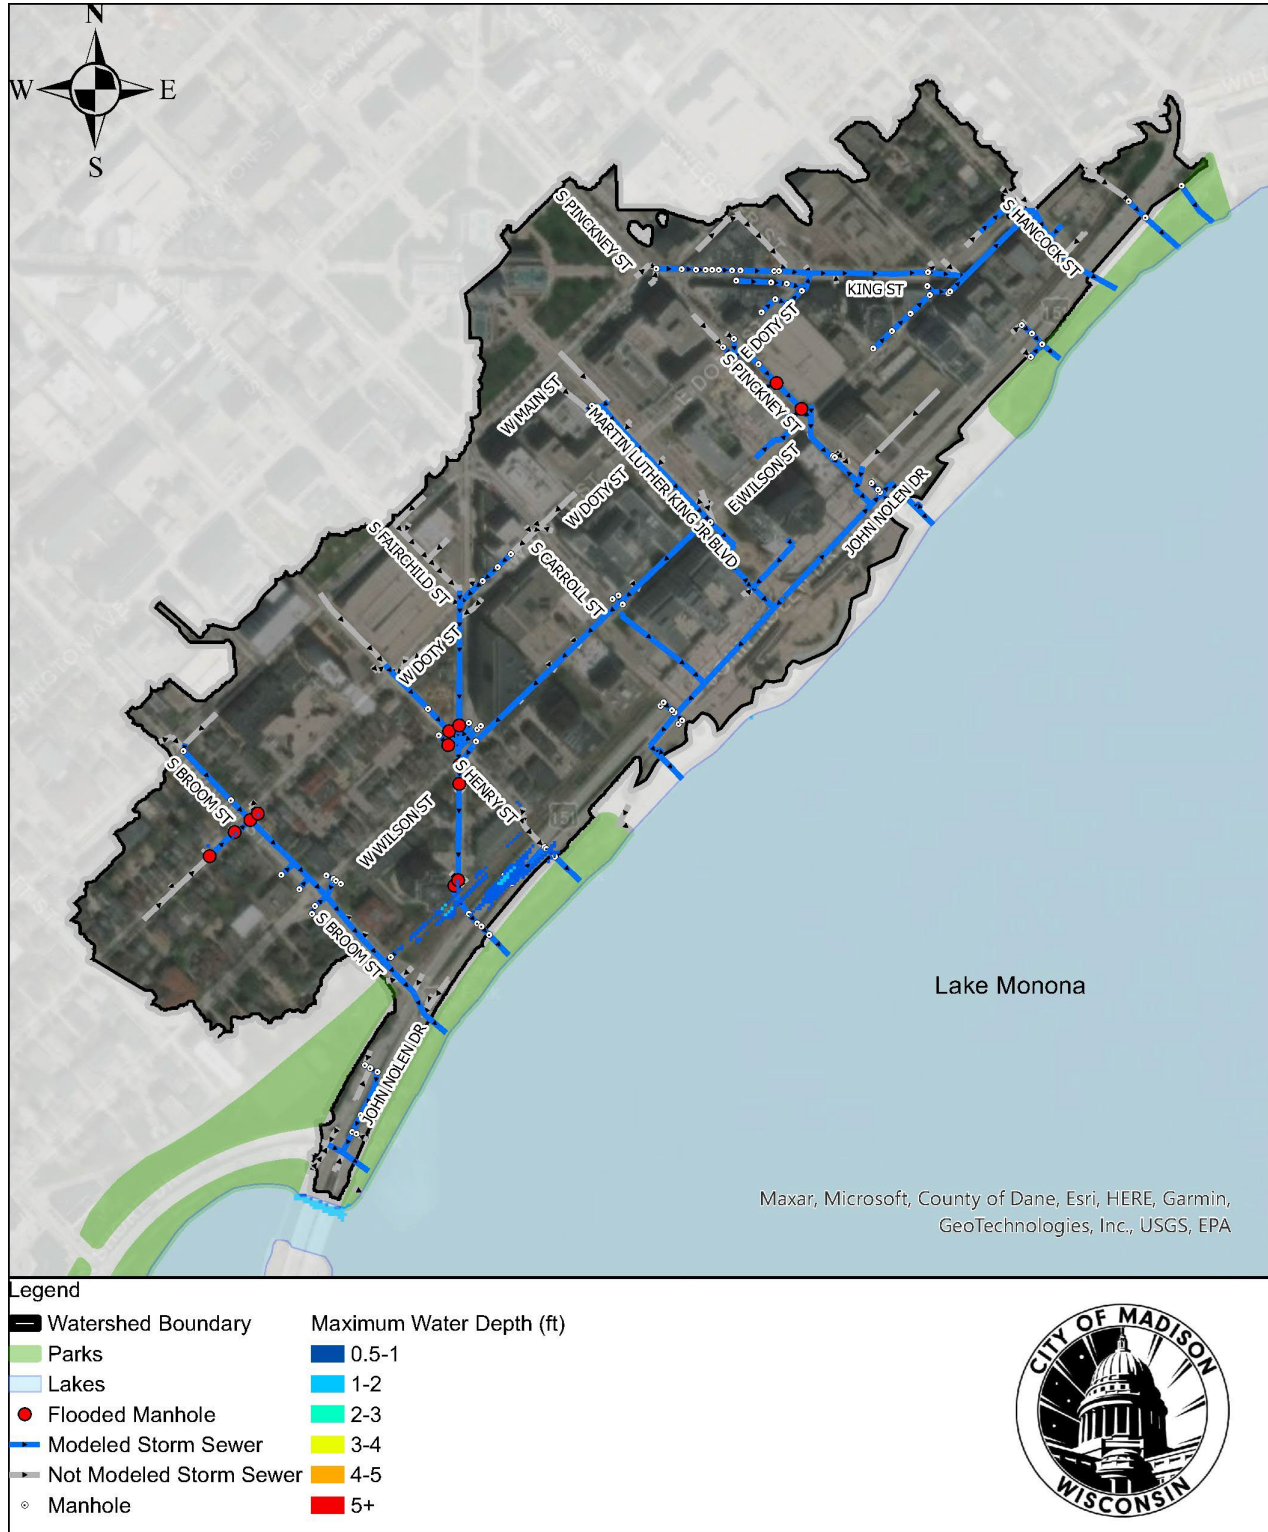 N
W
E
S
S PINCKNEY ST
S HANCOCK ST
KING ST
E DOTY ST
S PINCKNEY ST
W MAIN ST
MARTIN LUTHER KING JR BLVD
W DOTY ST
E WILSON ST
JOHN NOLEN DR
S FAIRCHILD ST
S CARROLL ST
W DOTY ST
S HENRY ST
S BROOM ST
W WILSON ST
151
151
S BROOM ST
JOHN NOLEN DR
Lake Monona
Maxar, Microsoft, County of Dane, Esri, HERE, Garmin,
GeoTechnologies, Inc., USGS, EPA
Legend
Watershed Boundary
Parks
Lakes
Flooded Manhole
Modeled Storm Sewer
Not Modeled Storm Sewer
Manhole
Maximum Water Depth (ft)
0.5-1
1-2
2-3
3-4
4-5
5+
CITY OF MADISON
WISCONSIN